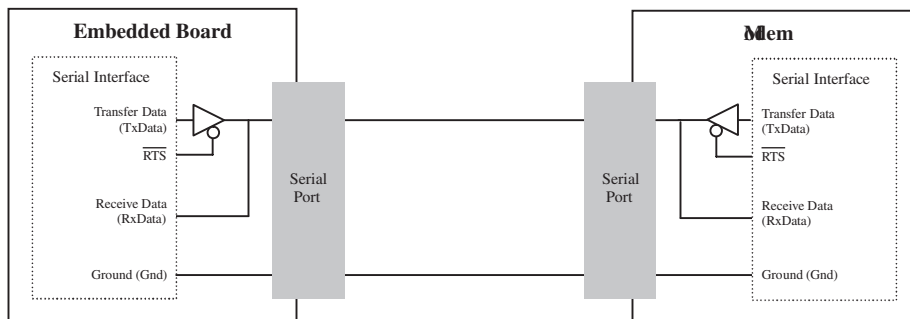 Embedded Board
Serial Interface
Transfer Data
(TxData)
RTS
Receive Data
(RxData)
Ground (Gnd)
Serial
Port
Serial
Port
Modem
Serial Interface
Transfer Data
(TxData)
RTS
Receive Data
(RxData)
Ground (Gnd)